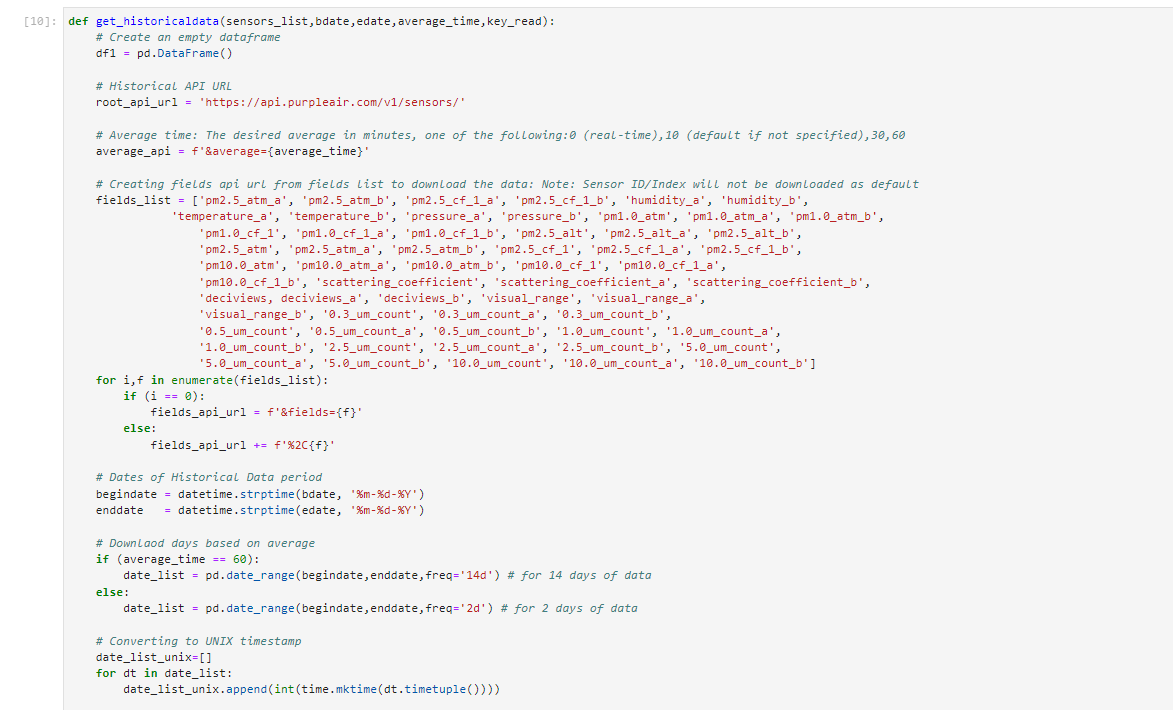 [10]: def get_historicaldata(sensors_list,bdate,edate,average_time,key_read):
# Create an empty dataframe
df1 = pd.DataFrame()
# Historical API URL
root_api_url = 'https://api.purpleair.com/v1/sensors/'
# Average time: The desired average in minutes, one of the following:0 (real-time),10 (default if not specified),30,60
average_api = f'&average={average_time}'
# Creating fields api url from fields list to download the data: Note: Sensor ID/Index will not be downloaded as default
fields_list = ['pm2.5_atm_a', 'pm2.5_atm_b', 'pm2.5_cf_1_a', 'pm2.5_cf_1_b', 'humidity_a', 'humidity_b',
'temperature_a', 'temperature_b', 'pressure_a', 'pressure_b', 'pm1.0_atm', 'pm1.0_atm_a', 'pm1.0_atm_b',
'pm1.0_cf_1', 'pm1.0_cf_1_a', 'pm1.0_cf_1_b', 'pm2.5_alt', 'pm2.5_alt_a', 'pm2.5_alt_b',
'pm2.5_atm', 'pm2.5_atm_a', 'pm2.5_atm_b', 'pm2.5_cf_1', 'pm2.5_cf_1_a', 'pm2.5_cf_1_b',
'pm10.0_atm', 'pm10.0_atm_a', 'pm10.0_atm_b', 'pm10.0_cf_1', 'pm10.0_cf_1_a',
'pm10.0_cf_1_b', 'scattering_coefficient', 'scattering_coefficient_a', 'scattering_coefficient_b',
'deciviews, deciviews_a', 'deciviews_b', 'visual_range', 'visual_range_a',
'visual_range_b', '0.3_um_count', '0.3_um_count_a', '0.3_um_count_b',
'0.5_um_count', '0.5_um_count_a', '0.5_um_count_b', '1.0_um_count', '1.0_um_count_a',
'1.0_um_count_b', '2.5_um_count', '2.5_um_count_a', '2.5_um_count_b', '5.0_um_count',
'5.0_um_count_a', '5.0_um_count_b', '10.0_um_count', '10.0_um_count_a', '10.0_um_count_b']
for i,f in enumerate(fields_list):
if (i == 0):
fields_api_url = f'&fields={f}'
else:
fields_api_url += f'%2C{f}'
# Dates of Historical Data period
begindate = datetime.strptime(bdate, '%m-%d-%Y')
enddate   = datetime.strptime(edate, '%m-%d-%Y')
# Downlaod days based on average
if (average_time == 60):
date_list = pd.date_range(begindate,enddate,freq='14d') # for 14 days of data
else:
date_list = pd.date_range(begindate,enddate,freq='2d') # for 2 days of data
# Converting to UNIX timestamp
date_list_unix=[]
for dt in date_list:
date_list_unix.append(int(time.mktime(dt.timetuple())))